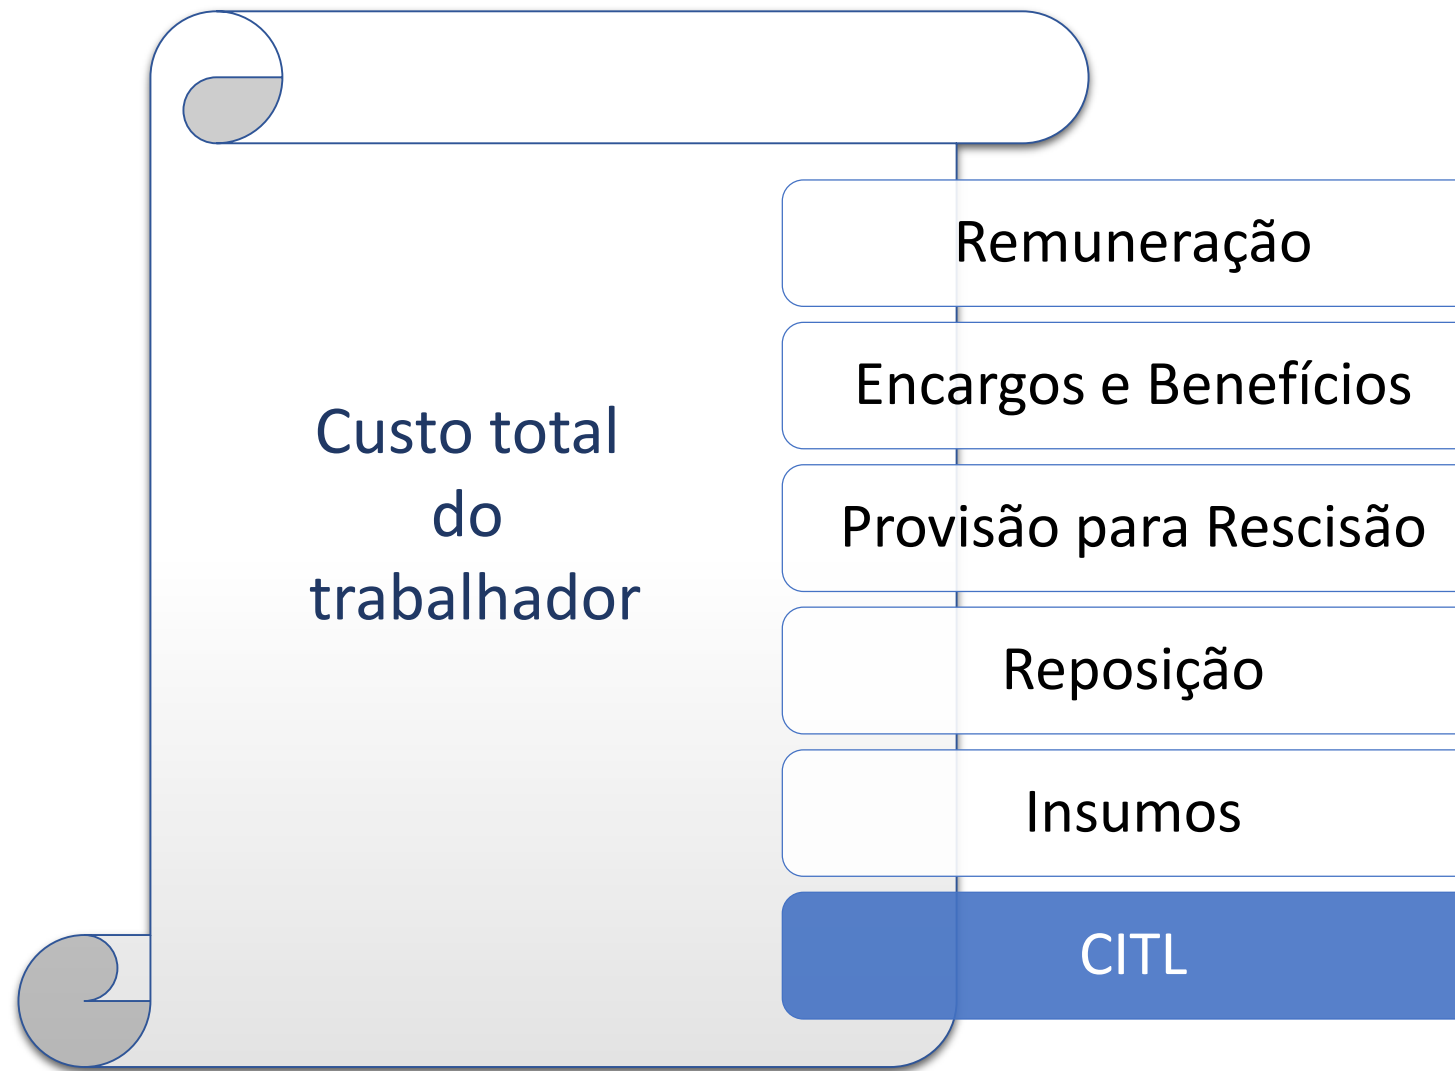 Custo total
do
trabalhador
Remuneração
Encargos e Benefícios
Provisão para Rescisão
Reposição
Insumos
CITL